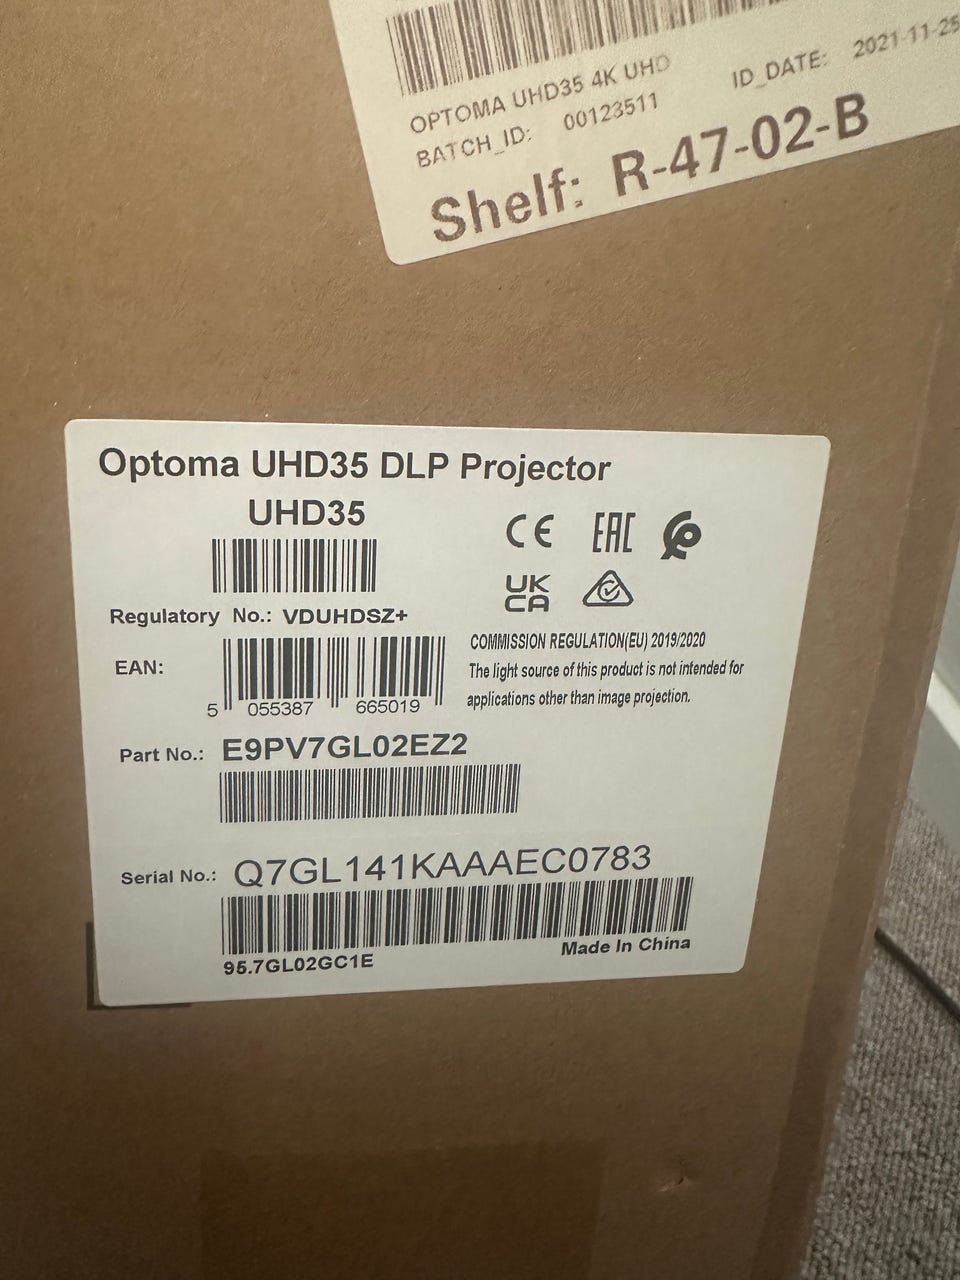 OPTOMA UHD35 4K UHD
BATCH_ID: 00123511
ID_DATE: 2021-11-25
Shelf: R-47-02-B
Optoma UHD35 DLP Projector
UHD35
CE EAC
UK
CA
Regulatory No.: VDUHDSZ+
EAN:
5 055387 665019
COMMISSION REGULATION(EU) 2019/2020
The light source of this product is not intended for
applications other than image projection.
Part No.: E9PV7GL02EZ2
Serial No.: Q7GL141KAAAEC0783
95.7GL02GC1E
Made In China